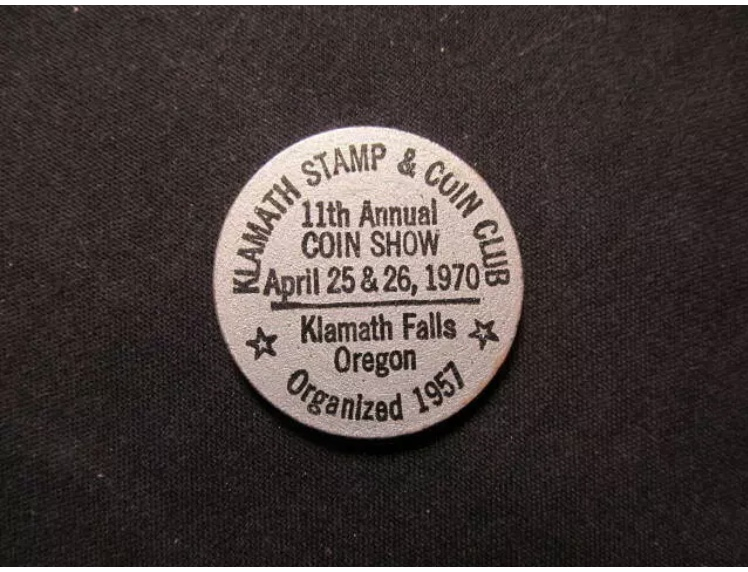 KLAMATH STAMP & COIN CLUB
11th Annual
COIN SHOW
April 25 & 26, 1970
Klamath Falls
Oregon
Organized 1957